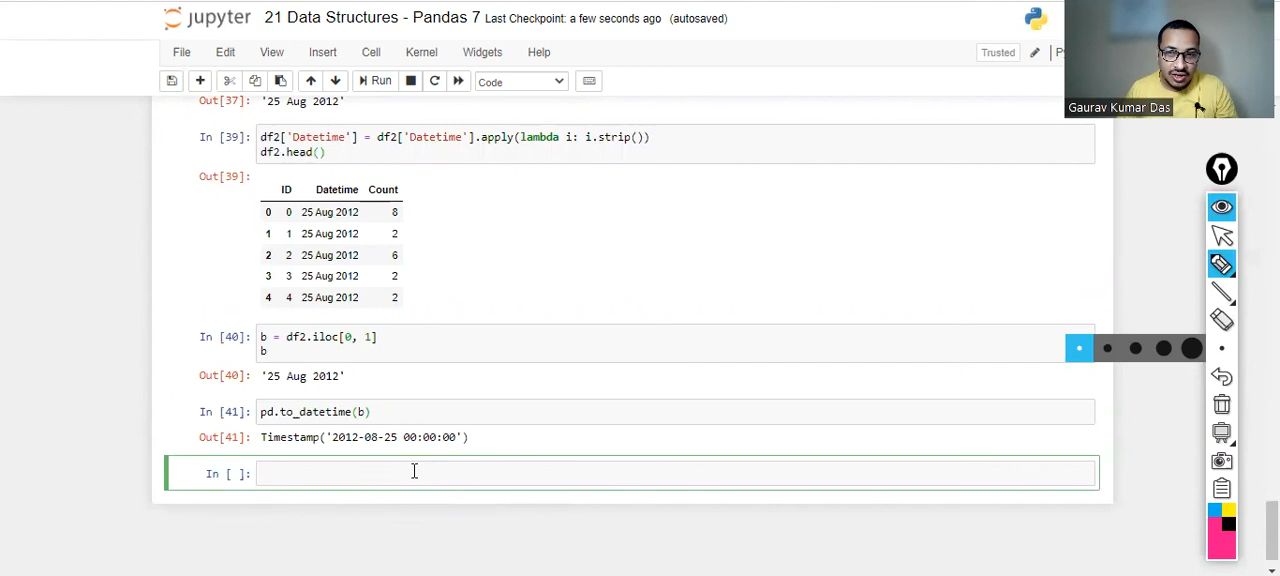 jupyter 21 Data Structures - Pandas 7 Last Checkpoint: a few seconds ago (autosaved)
File Edit View Insert Cell Kernel Widgets Help Trusted
Run Code
Gaurav Kumar Das
Out[37]: '25 Aug 2012'
In [39]: df2['Datetime'] = df2['Datetime'].apply(lambda i: i.strip())
df2.head()
Out[39]:
ID Datetime Count
0 0 25 Aug 2012 8
1 1 25 Aug 2012 2
2 2 25 Aug 2012 6
3 3 25 Aug 2012 2
4 4 25 Aug 2012 2
In [40]: b = df2.iloc[0, 1]
b
Out[40]: '25 Aug 2012'
In [41]: pd.to_datetime(b)
Out[41]: Timestamp('2012-08-25 00:00:00')
In [ ]: